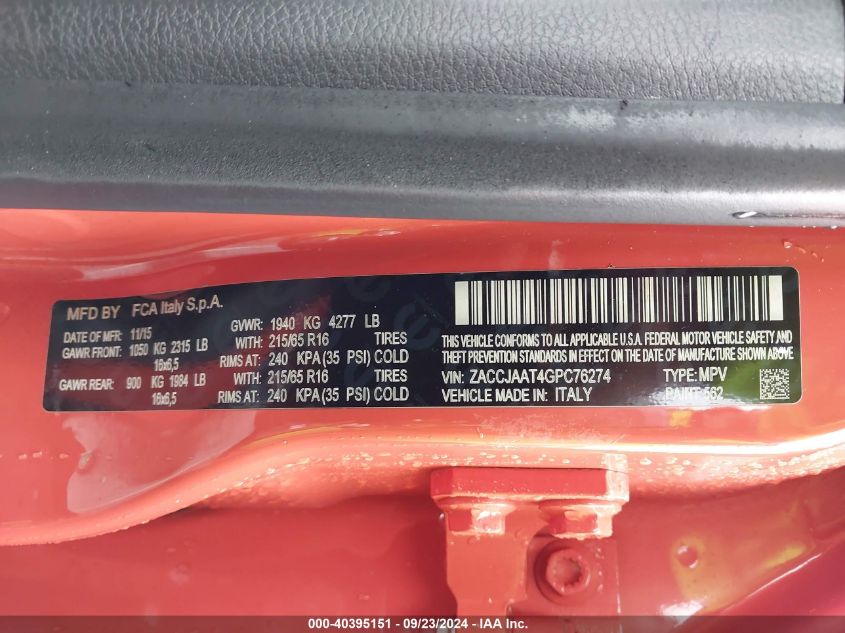 MFD BY FCA Italy S.p.A.
DATE OF MFR: 11/15 GVWR: 1940 KG 4277 LB
GAWR FRONT: 1050 KG 2315 LB WITH: 215/65 R16 TIRES
16x6,5 RIMS AT: 240 KPA (35 PSI) COLD
GAWR REAR: 900 KG 1984 LB WITH: 215/65 R16 TIRES
16x6,5 RIMS AT: 240 KPA (35 PSI) COLD
THIS VEHICLE CONFORMS TO ALL APPLICABLE U.S.A. FEDERAL MOTOR VEHICLE SAFETY AND
THEFT PREVENTION STANDARDS IN EFFECT ON THE DATE OF MANUFACTURE SHOWN ABOVE.
VIN: ZACCJAAT4GPC76274 TYPE: MPV
VEHICLE MADE IN: ITALY PAINT: 562
000-40395151 - 09/23/2024 - IAA Inc.